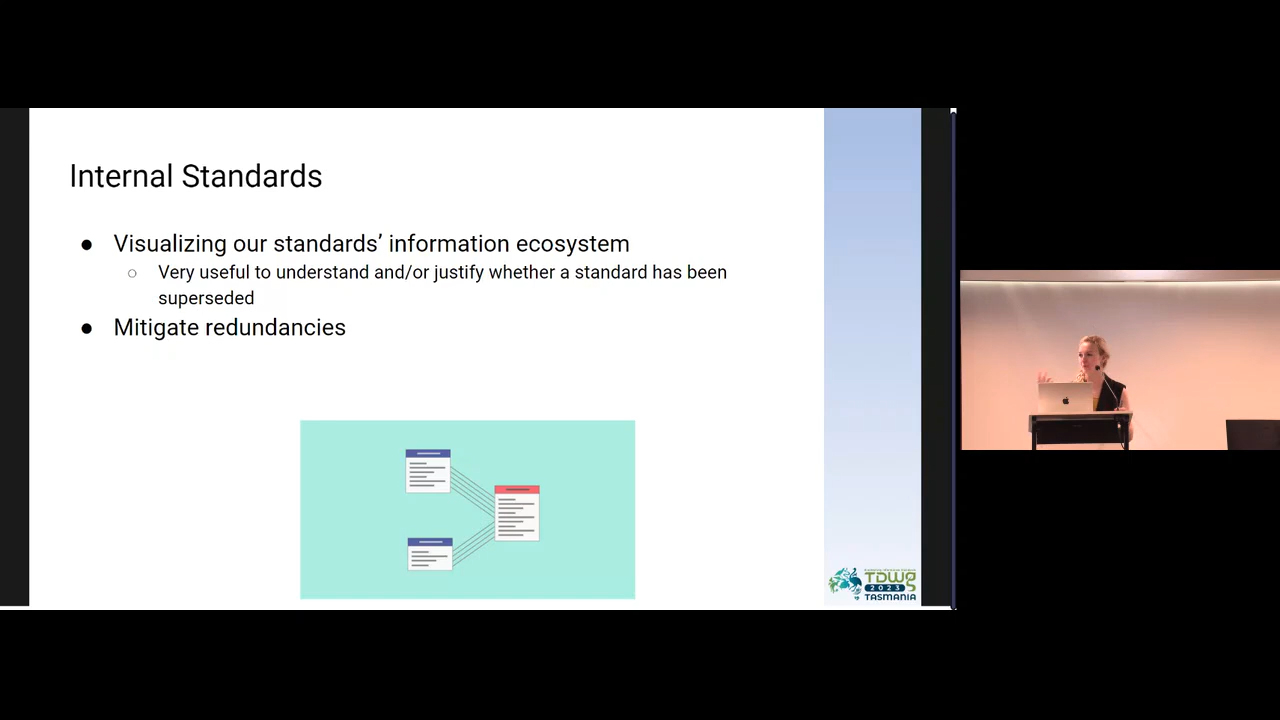 Internal Standards
● Visualizing our standards’ information ecosystem
○ Very useful to understand and/or justify whether a standard has been
superseded
● Mitigate redundancies
TDWG
2023
TASMANIA